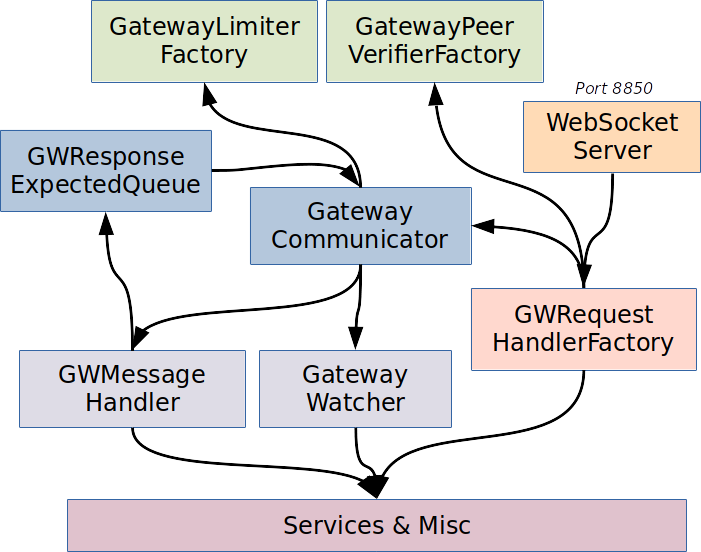 GatewayLimiter
Factory
GatewayPeer
VerifierFactory
Port 8850
WebSocket
Server
GWResponse
ExpectedQueue
Gateway
Communicator
GWRequest
HandlerFactory
GWMessage
Handler
Gateway
Watcher
Services & Misc